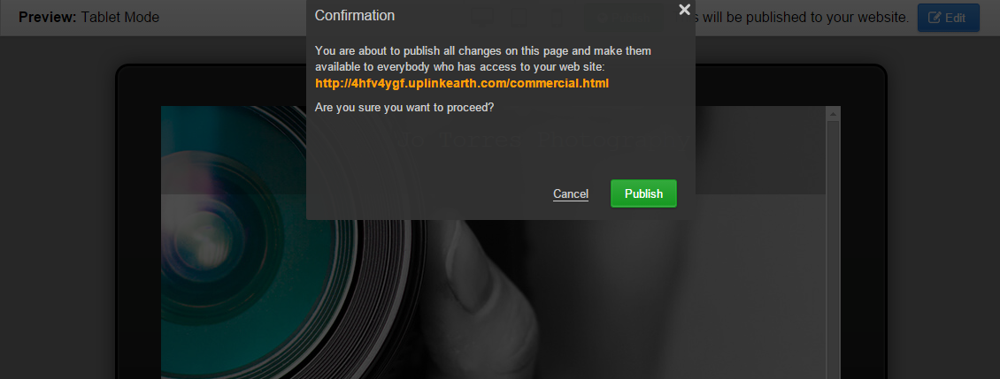 Preview: Tablet Mode
will be published to your website.
Edit
Confirmation
You are about to publish all changes on this page and make them
available to everybody who has access to your web site:
http://4hfv4ygf.uplinkearth.com/commercial.html
Are you sure you want to proceed?
Cancel
Publish
Torres